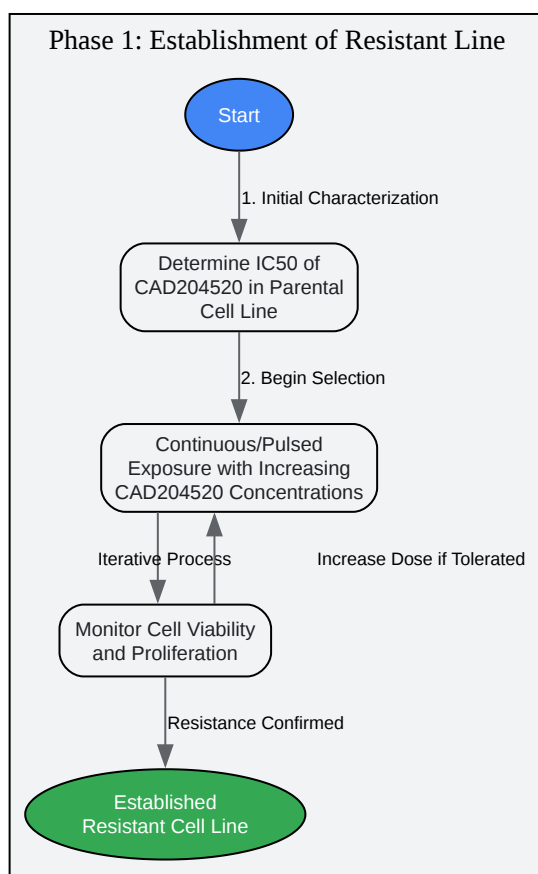 Phase 1: Establishment of Resistant Line
Start
1. Initial Characterization
Determine IC50 of
CAD204520 in Parental
Cell Line
2. Begin Selection
Continuous/Pulsed
Exposure with Increasing
CAD204520 Concentrations
Iterative Process
Increase Dose if Tolerated
Monitor Cell Viability
and Proliferation
Resistance Confirmed
Established
Resistant Cell Line